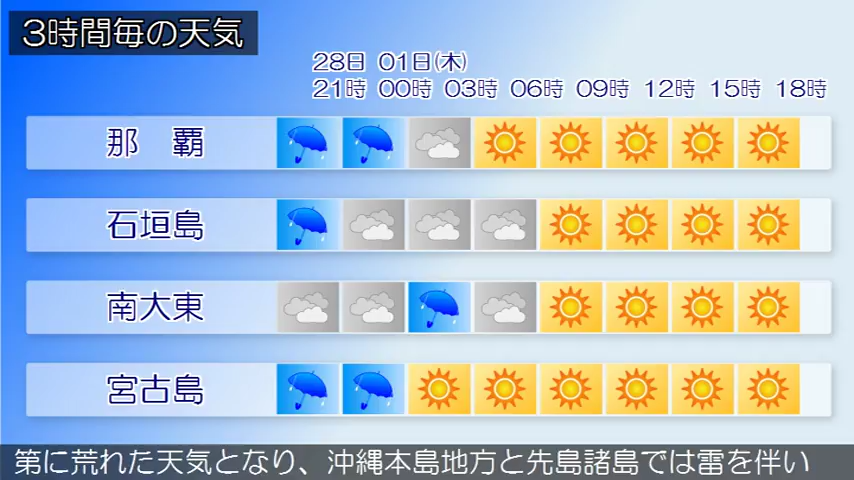 3時間毎の天気
28日 01日(木)
21時 00時 03時 06時 09時 12時 15時 18時
那 覇
石垣島
南大東
宮古島
第に荒れた天気となり、沖縄本島地方と先島諸島では雷を伴い